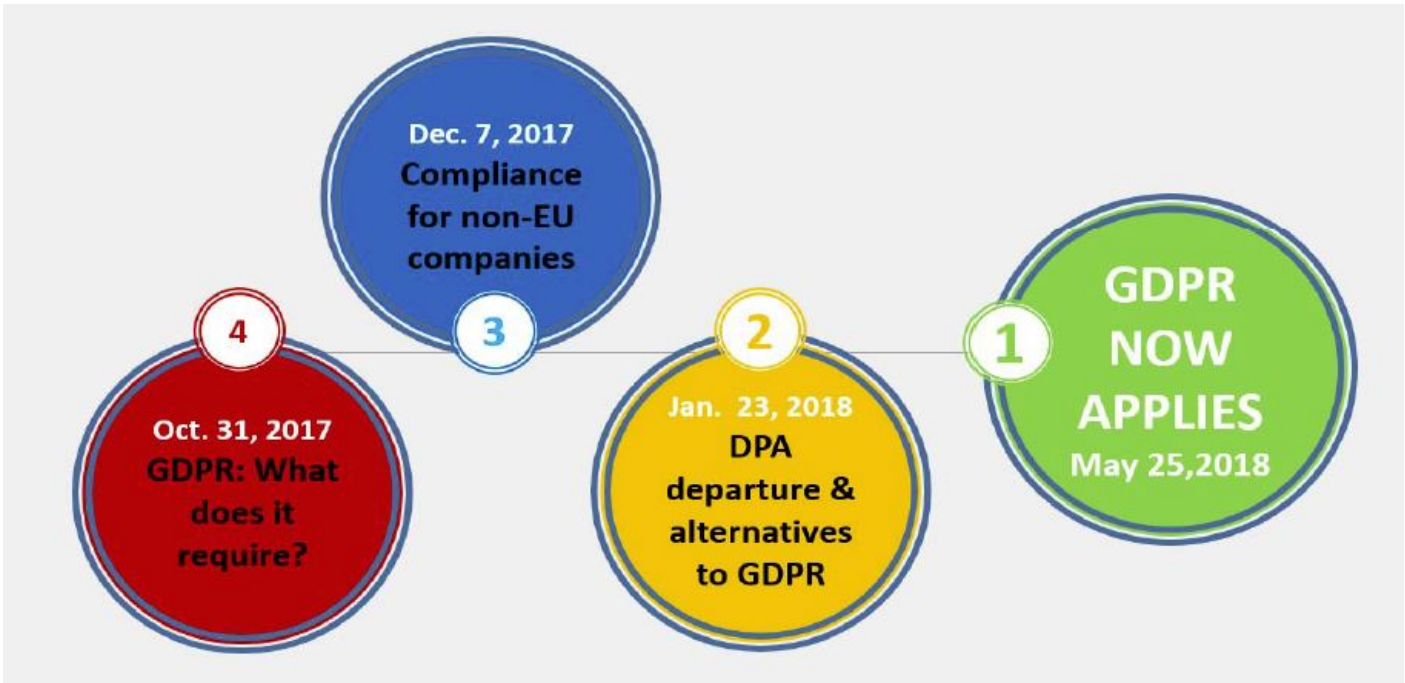 4
Oct. 31, 2017
GDPR: What
does it
require?
Dec. 7, 2017
Compliance
for non-EU
companies
3
2
Jan. 23, 2018
DPA
departure &
alternatives
to GDPR
1
GDPR
NOW
APPLIES
May 25,2018